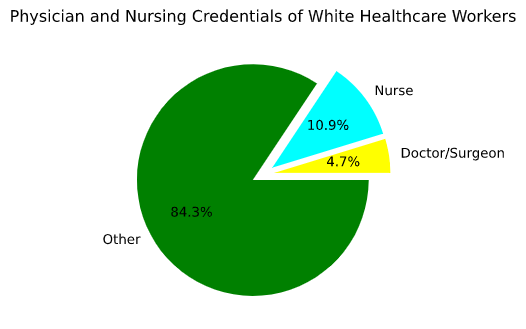 Physician and Nursing Credentials of White Healthcare Workers
Nurse
10.9%
Doctor/Surgeon
4.7%
84.3%
Other